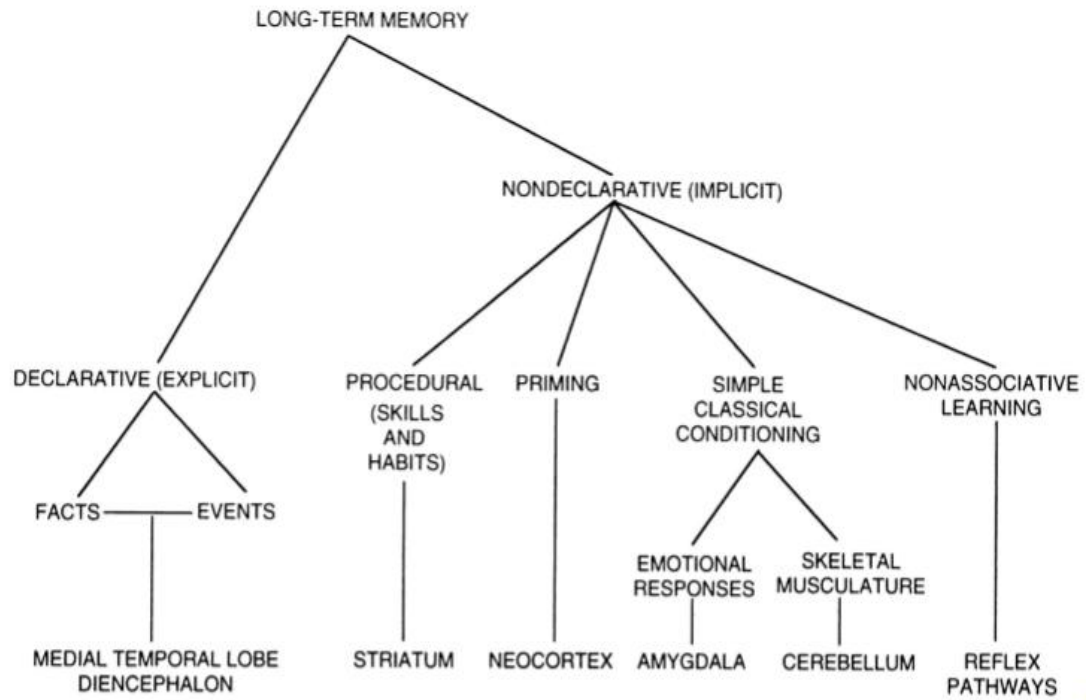 LONG-TERM MEMORY
NONDECLARATIVE (IMPLICIT)
DECLARATIVE (EXPLICIT)
PROCEDURAL
(SKILLS
AND
HABITS)
PRIMING
SIMPLE
CLASSICAL
CONDITIONING
NONASSOCIATIVE
LEARNING
FACTS
EVENTS
EMOTIONAL
RESPONSES
SKELETAL
MUSCULATURE
MEDIAL TEMPORAL LOBE
DIENCEPHALON
STRIATUM
NEOCORTEX
AMYGDALA
CEREBELLUM
REFLEX
PATHWAYS